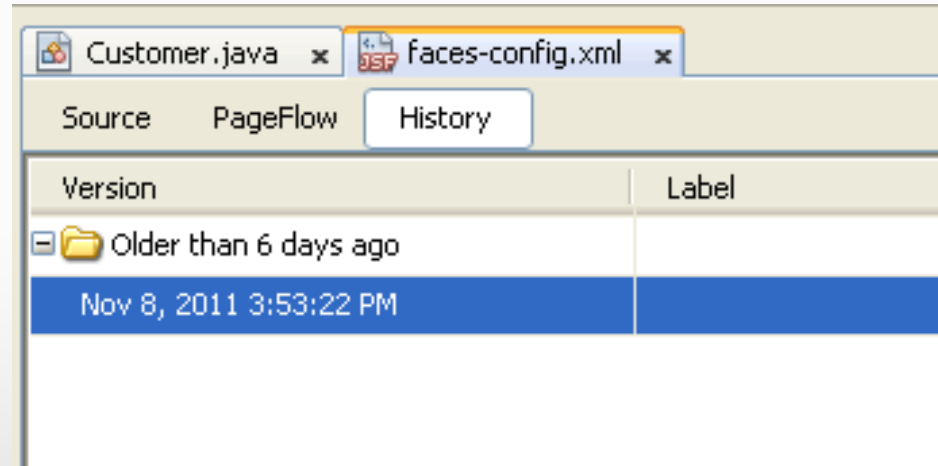 Customer.java x faces-config.xml x
Source PageFlow History
Version Label
Older than 6 days ago
Nov 8, 2011 3:53:22 PM